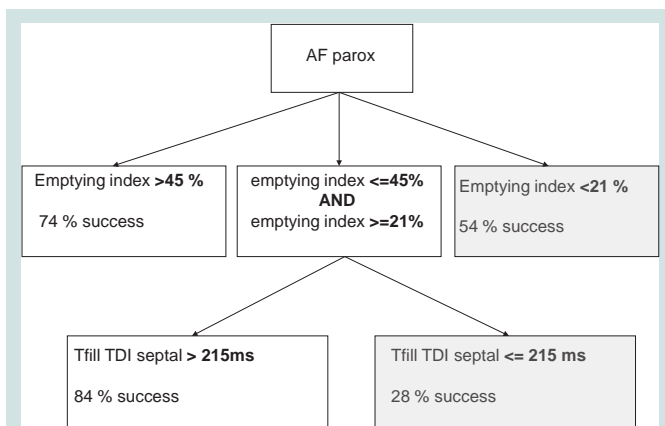 AF parox
Emptying index >45 %
74 % success
emptying index <=45%
AND
emptying index >=21%
Emptying index <21 %
54 % success
Tfill TDI septal > 215ms
84 % success
Tfill TDI septal <= 215 ms
28 % success